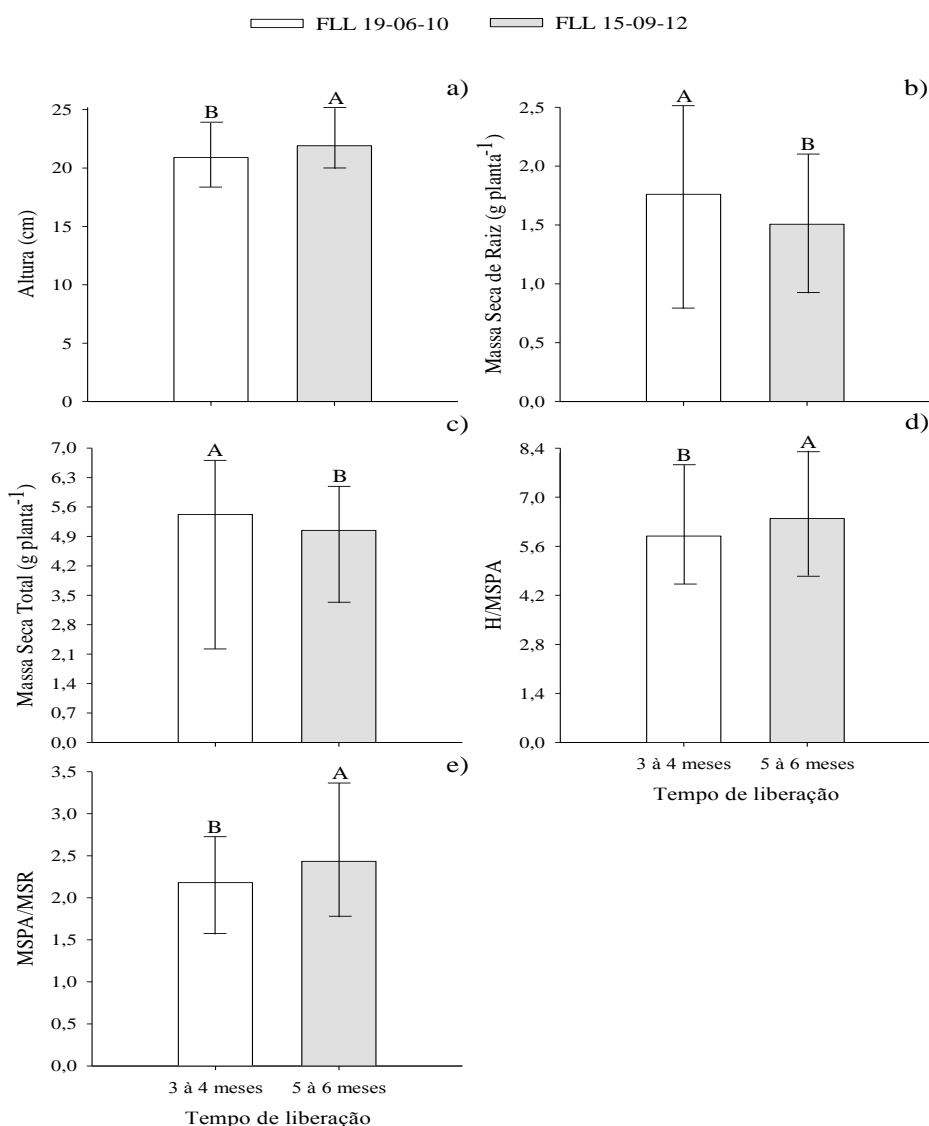 FLL 19-06-10 FLL 15-09-12
a)
Altura (cm)
25
20
15
10
5
0
B
A
b)
Massa Seca de Raiz (g planta-1)
2,5
2,0
1,5
1,0
0,5
0,0
A
B
c)
Massa Seca Total (g planta-1)
7,0
6,3
5,6
4,9
4,2
3,5
2,8
2,1
1,4
0,7
0,0
A
B
d)
H/MSPA
8,4
7,0
5,6
4,2
2,8
1,4
0,0
B
A
3 à 4 meses 5 à 6 meses
Tempo de liberação
e)
MSPA/MSR
3,5
3,0
2,5
2,0
1,5
1,0
0,5
0,0
B
A
3 à 4 meses 5 à 6 meses
Tempo de liberação